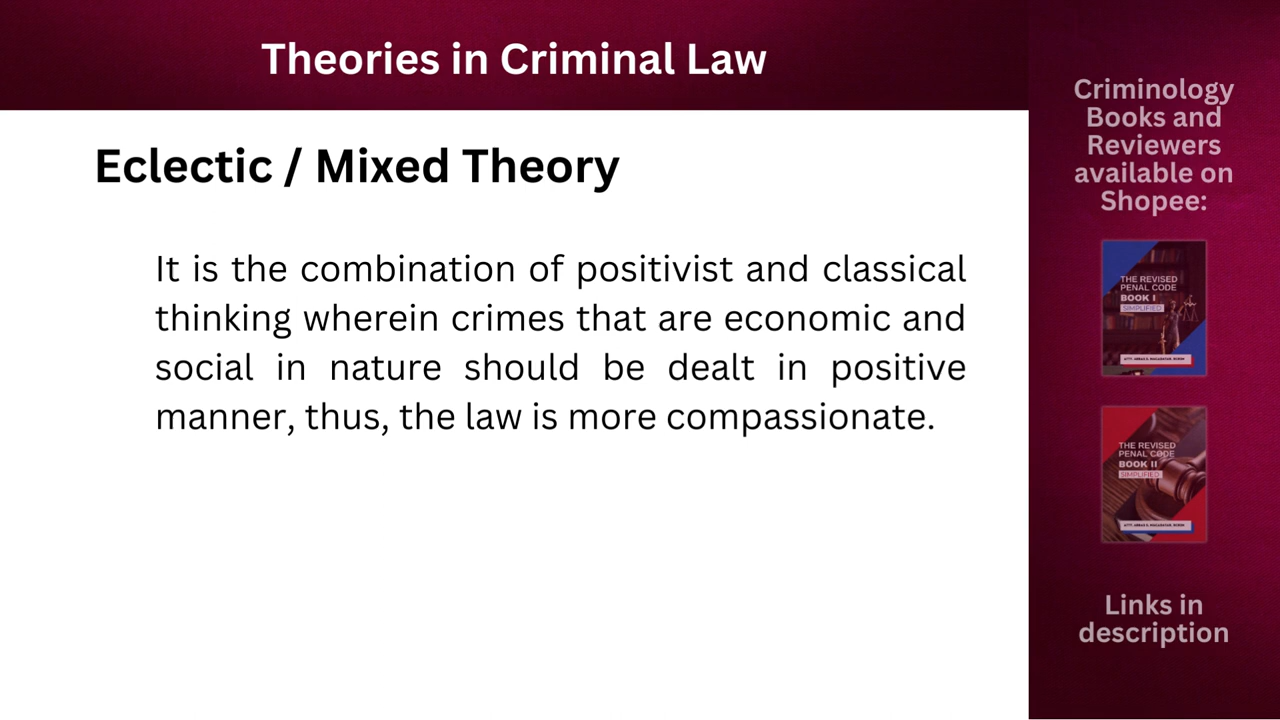 Theories in Criminal Law
Eclectic / Mixed Theory
It is the combination of positivist and classical
thinking wherein crimes that are economic and
social in nature should be dealt in positive
manner, thus, the law is more compassionate.
Criminology
Books and
Reviewers
available on
Shopee:
THE REVISED
PENAL CODE
BOOK I
SIMPLIFIED
THE REVISED
PENAL CODE
BOOK II
SIMPLIFIED
Links in
description